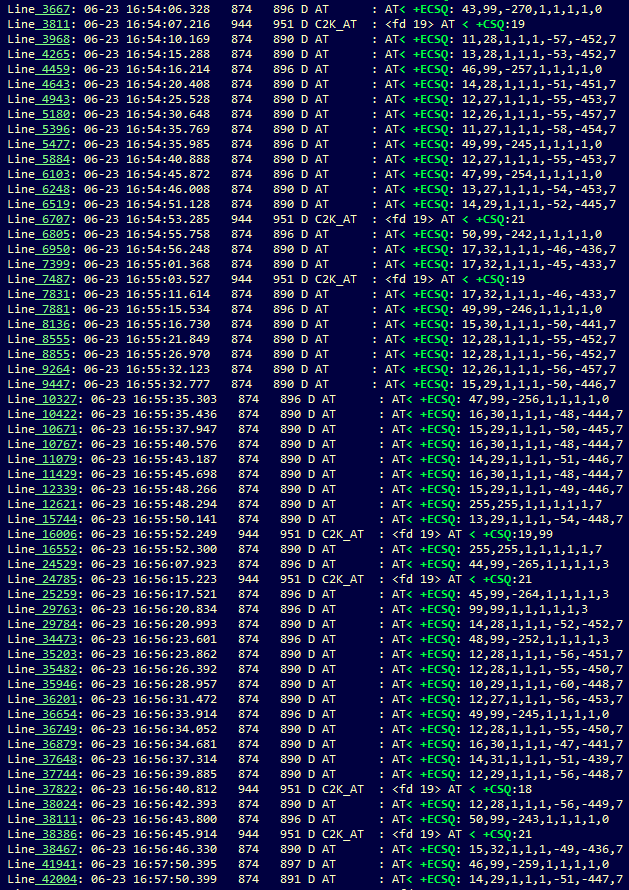 Line_3667: 06-23 16:54:06.328 874 896 D AT : AT< +ECSQ: 43,99,-270,1,1,1,1,0
Line_3811: 06-23 16:54:07.216 944 951 D C2K_AT : <fd 19> AT < +CSQ:19
Line_3968: 06-23 16:54:10.169 874 890 D AT : AT< +ECSQ: 11,28,1,1,1,-57,-452,7
Line_4265: 06-23 16:54:15.288 874 890 D AT : AT< +ECSQ: 13,28,1,1,1,-53,-452,7
Line_4459: 06-23 16:54:16.214 874 896 D AT : AT< +ECSQ: 46,99,-257,1,1,1,1,0
Line_4643: 06-23 16:54:20.408 874 890 D AT : AT< +ECSQ: 14,28,1,1,1,-51,-451,7
Line_4943: 06-23 16:54:25.528 874 890 D AT : AT< +ECSQ: 12,27,1,1,1,-55,-453,7
Line_5180: 06-23 16:54:30.648 874 890 D AT : AT< +ECSQ: 12,26,1,1,1,-55,-457,7
Line_5396: 06-23 16:54:35.769 874 890 D AT : AT< +ECSQ: 11,27,1,1,1,-58,-454,7
Line_5477: 06-23 16:54:35.985 874 896 D AT : AT< +ECSQ: 49,99,-245,1,1,1,1,0
Line_5884: 06-23 16:54:40.888 874 890 D AT : AT< +ECSQ: 12,27,1,1,1,-55,-453,7
Line_6103: 06-23 16:54:45.872 874 896 D AT : AT< +ECSQ: 47,99,-254,1,1,1,1,0
Line_6248: 06-23 16:54:46.008 874 890 D AT : AT< +ECSQ: 13,27,1,1,1,-54,-453,7
Line_6519: 06-23 16:54:51.128 874 890 D AT : AT< +ECSQ: 14,29,1,1,1,-52,-445,7
Line_6707: 06-23 16:54:53.285 944 951 D C2K_AT : <fd 19> AT < +CSQ:21
Line_6805: 06-23 16:54:55.758 874 896 D AT : AT< +ECSQ: 50,99,-242,1,1,1,1,0
Line_6950: 06-23 16:54:56.248 874 890 D AT : AT< +ECSQ: 17,32,1,1,1,-46,-436,7
Line_7399: 06-23 16:55:01.368 874 890 D AT : AT< +ECSQ: 17,32,1,1,1,-45,-433,7
Line_7487: 06-23 16:55:03.527 944 951 D C2K_AT : <fd 19> AT < +CSQ:19
Line_7831: 06-23 16:55:11.614 874 890 D AT : AT< +ECSQ: 17,32,1,1,1,-46,-433,7
Line_7881: 06-23 16:55:15.534 874 896 D AT : AT< +ECSQ: 49,99,-246,1,1,1,1,0
Line_8136: 06-23 16:55:16.730 874 890 D AT : AT< +ECSQ: 15,30,1,1,1,-50,-441,7
Line_8555: 06-23 16:55:21.849 874 890 D AT : AT< +ECSQ: 12,28,1,1,1,-55,-452,7
Line_8855: 06-23 16:55:26.970 874 890 D AT : AT< +ECSQ: 12,28,1,1,1,-56,-452,7
Line_9264: 06-23 16:55:32.123 874 890 D AT : AT< +ECSQ: 12,26,1,1,1,-56,-457,7
Line_9447: 06-23 16:55:32.777 874 890 D AT : AT< +ECSQ: 15,29,1,1,1,-50,-446,7
Line_10327: 06-23 16:55:35.303 874 896 D AT : AT< +ECSQ: 47,99,-256,1,1,1,1,0
Line_10422: 06-23 16:55:35.436 874 890 D AT : AT< +ECSQ: 16,30,1,1,1,-48,-444,7
Line_10671: 06-23 16:55:37.947 874 890 D AT : AT< +ECSQ: 15,29,1,1,1,-50,-445,7
Line_10767: 06-23 16:55:40.576 874 890 D AT : AT< +ECSQ: 16,30,1,1,1,-48,-444,7
Line_11079: 06-23 16:55:43.187 874 890 D AT : AT< +ECSQ: 14,29,1,1,1,-51,-446,7
Line_11429: 06-23 16:55:45.698 874 890 D AT : AT< +ECSQ: 16,30,1,1,1,-48,-444,7
Line_12339: 06-23 16:55:48.266 874 890 D AT : AT< +ECSQ: 15,29,1,1,1,-49,-446,7
Line_12621: 06-23 16:55:48.294 874 890 D AT : AT< +ECSQ: 255,255,1,1,1,1,1,7
Line_15744: 06-23 16:55:50.141 874 890 D AT : AT< +ECSQ: 13,29,1,1,1,-54,-448,7
Line_16006: 06-23 16:55:52.249 944 951 D C2K_AT : <fd 19> AT < +CSQ:19,99
Line_16552: 06-23 16:55:52.300 874 890 D AT : AT< +ECSQ: 255,255,1,1,1,1,1,7
Line_24529: 06-23 16:56:07.923 874 896 D AT : AT< +ECSQ: 44,99,-265,1,1,1,1,3
Line_24785: 06-23 16:56:15.223 944 951 D C2K_AT : <fd 19> AT < +CSQ:21
Line_25259: 06-23 16:56:17.521 874 896 D AT : AT< +ECSQ: 45,99,-264,1,1,1,1,3
Line_29763: 06-23 16:56:20.834 874 896 D AT : AT< +ECSQ: 99,99,1,1,1,1,1,3
Line_29784: 06-23 16:56:20.993 874 890 D AT : AT< +ECSQ: 14,28,1,1,1,-52,-452,7
Line_34473: 06-23 16:56:23.601 874 896 D AT : AT< +ECSQ: 48,99,-252,1,1,1,1,3
Line_35203: 06-23 16:56:23.862 874 890 D AT : AT< +ECSQ: 12,28,1,1,1,-56,-451,7
Line_35482: 06-23 16:56:26.392 874 890 D AT : AT< +ECSQ: 12,28,1,1,1,-55,-450,7
Line_35946: 06-23 16:56:28.957 874 890 D AT : AT< +ECSQ: 10,29,1,1,1,-60,-448,7
Line_36201: 06-23 16:56:31.472 874 890 D AT : AT< +ECSQ: 12,27,1,1,1,-56,-453,7
Line_36654: 06-23 16:56:33.914 874 896 D AT : AT< +ECSQ: 49,99,-245,1,1,1,1,0
Line_36749: 06-23 16:56:34.052 874 890 D AT : AT< +ECSQ: 12,28,1,1,1,-55,-450,7
Line_36879: 06-23 16:56:34.681 874 890 D AT : AT< +ECSQ: 16,30,1,1,1,-47,-441,7
Line_37648: 06-23 16:56:37.314 874 890 D AT : AT< +ECSQ: 14,31,1,1,1,-51,-439,7
Line_37744: 06-23 16:56:39.885 874 890 D AT : AT< +ECSQ: 12,29,1,1,1,-56,-448,7
Line_37822: 06-23 16:56:40.812 944 951 D C2K_AT : <fd 19> AT < +CSQ:18
Line_38024: 06-23 16:56:42.393 874 890 D AT : AT< +ECSQ: 12,28,1,1,1,-56,-449,7
Line_38111: 06-23 16:56:43.800 874 896 D AT : AT< +ECSQ: 50,99,-243,1,1,1,1,0
Line_38386: 06-23 16:56:45.914 944 951 D C2K_AT : <fd 19> AT < +CSQ:21
Line_38467: 06-23 16:56:46.330 874 890 D AT : AT< +ECSQ: 15,32,1,1,1,-49,-436,7
Line_41941: 06-23 16:57:50.395 874 897 D AT : AT< +ECSQ: 46,99,-259,1,1,1,1,0
Line_42004: 06-23 16:57:50.399 874 891 D AT : AT< +ECSQ: 14,29,1,1,1,-51,-447,7